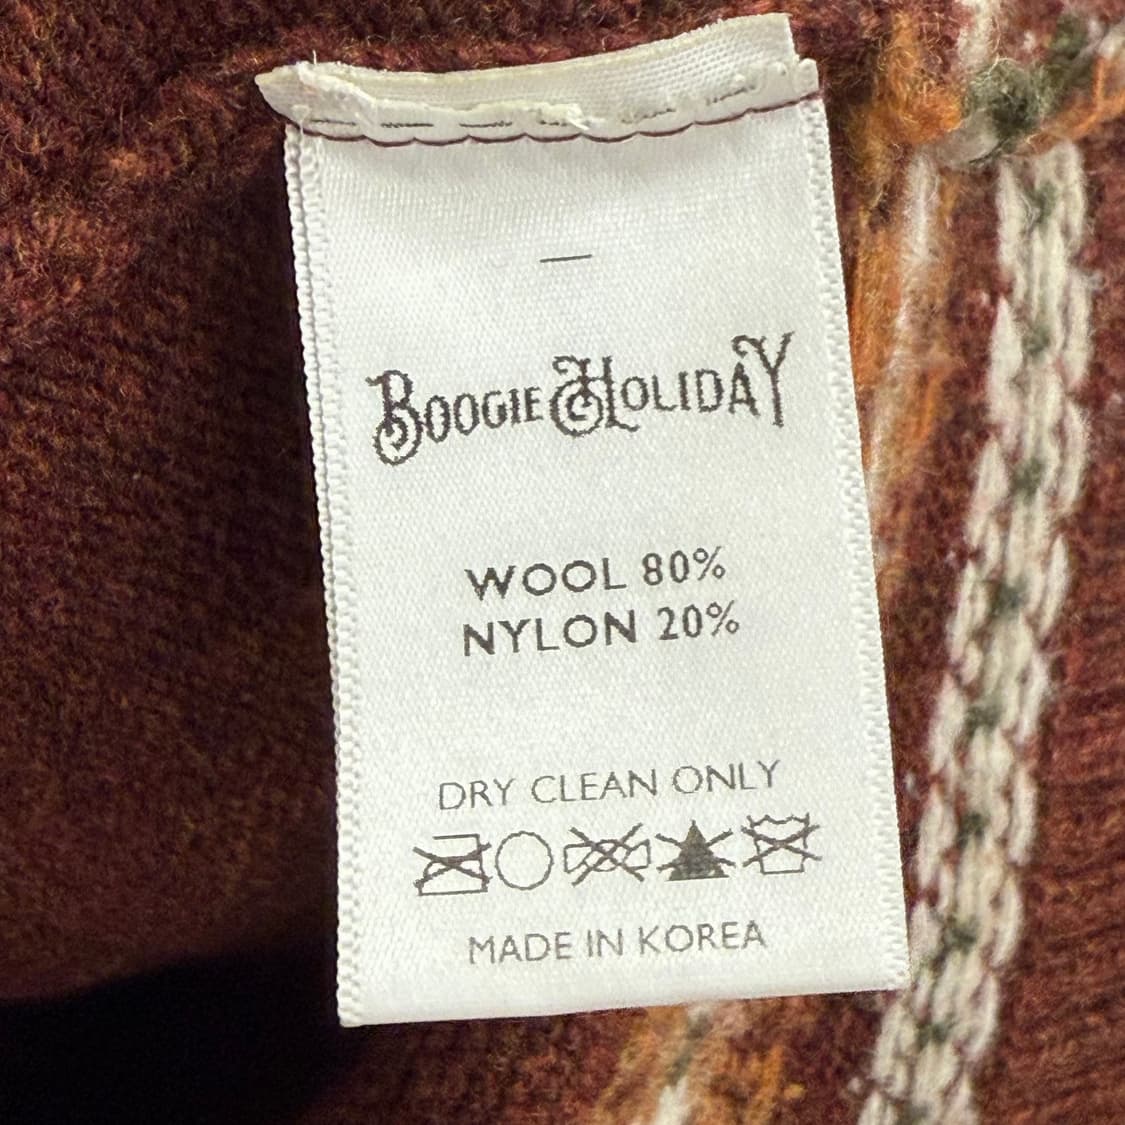 BOOGIE & HOLIDAY
WOOL 80%
NYLON 20%
DRY CLEAN ONLY
MADE IN KOREA